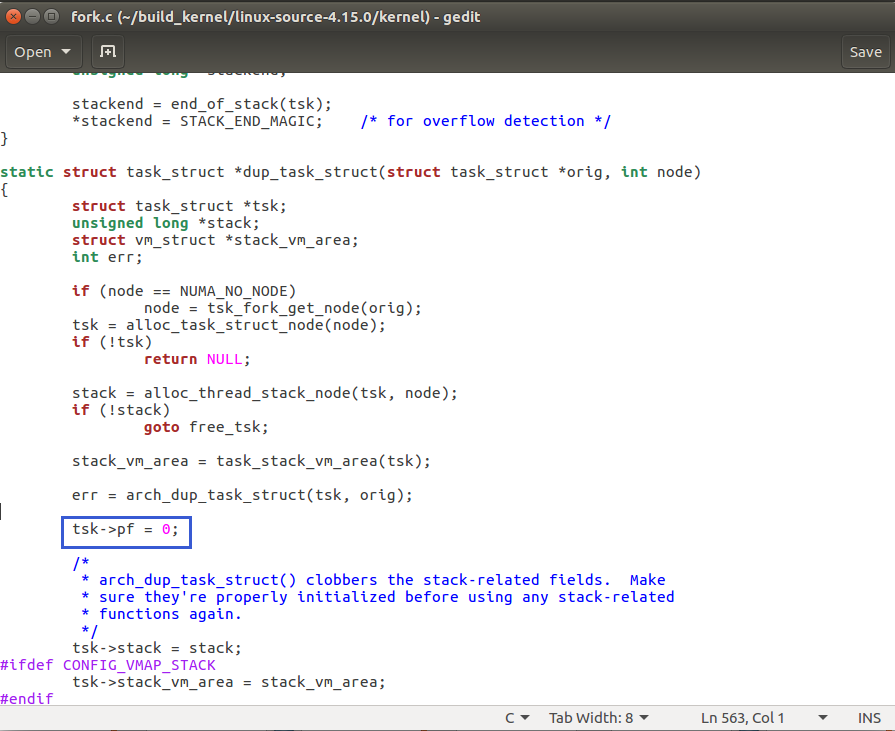 fork.c (~/build_kernel/linux-source-4.15.0/kernel) - gedit
Open
Save
unsigned long *stackend;
stackend = end_of_stack(tsk);
*stackend = STACK_END_MAGIC;    /* for overflow detection */
}
static struct task_struct *dup_task_struct(struct task_struct *orig, int node)
{
struct task_struct *tsk;
unsigned long *stack;
struct vm_struct *stack_vm_area;
int err;
if (node == NUMA_NO_NODE)
node = tsk_fork_get_node(orig);
tsk = alloc_task_struct_node(node);
if (!tsk)
return NULL;
stack = alloc_thread_stack_node(tsk, node);
if (!stack)
goto free_tsk;
stack_vm_area = task_stack_vm_area(tsk);
err = arch_dup_task_struct(tsk, orig);
tsk->pf = 0;
/*
* arch_dup_task_struct() clobbers the stack-related fields.  Make
* sure they're properly initialized before using any stack-related
* functions again.
*/
tsk->stack = stack;
#ifdef CONFIG_VMAP_STACK
tsk->stack_vm_area = stack_vm_area;
#endif
C Tab Width: 8 Ln 563, Col 1 INS